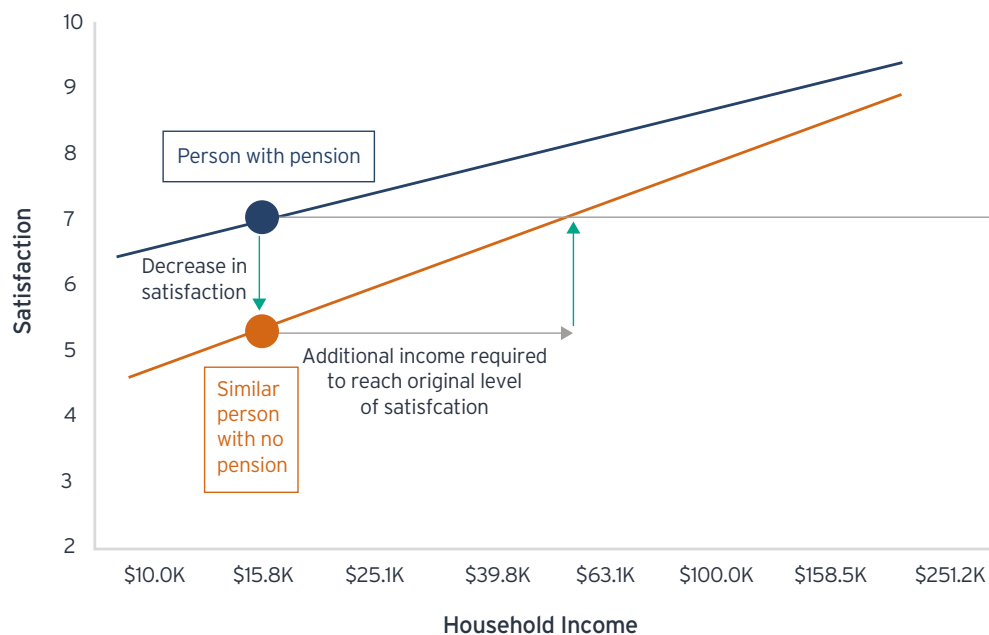 10
9
8
7
6
5
4
3
2
Satisfaction
Person with pension
Decrease in
satisfaction
Additional income required
to reach original level
of satisfcation
Similar
person
with no
pension
$10.0K $15.8K $25.1K $39.8K $63.1K $100.0K $158.5K $251.2K
Household Income